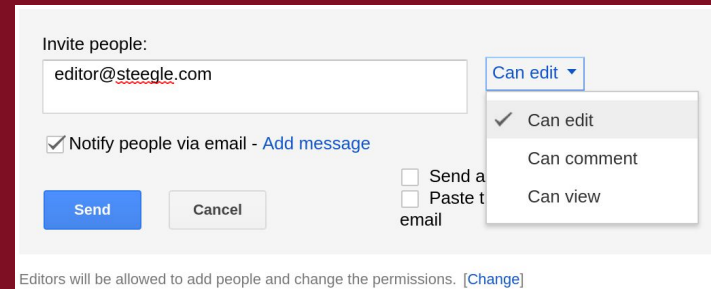 Invite people:
editor@steegle.com
Can edit
Can edit
Can comment
Can view
Notify people via email - Add message
Send a
Paste t
email
Send
Cancel
Editors will be allowed to add people and change the permissions. [Change]